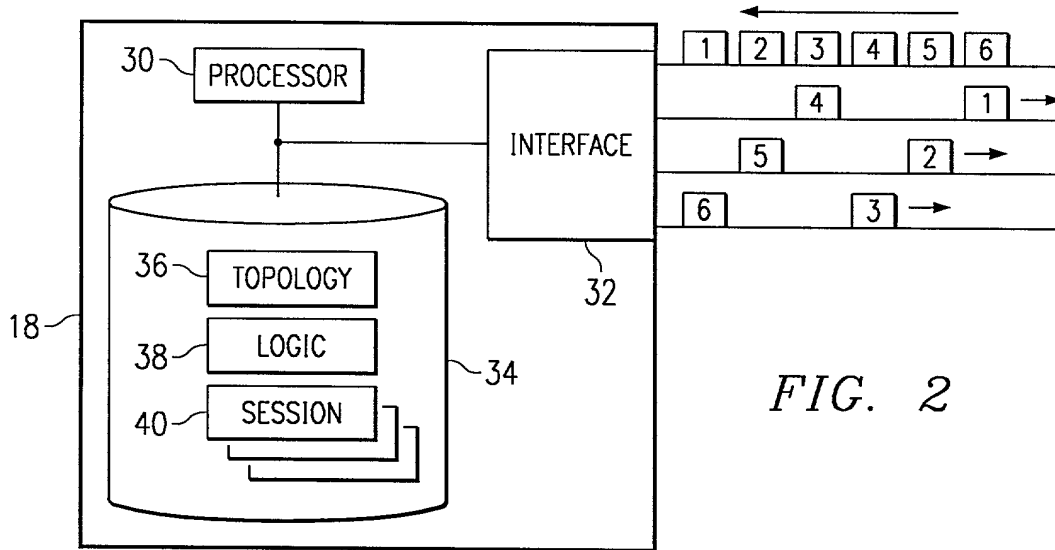 1 2 3 4 5 6
30
PROCESSOR
4 1
INTERFACE
5 2
6 3
32
36
TOPOLOGY
18
38
LOGIC
34
40
SESSION
FIG. 2